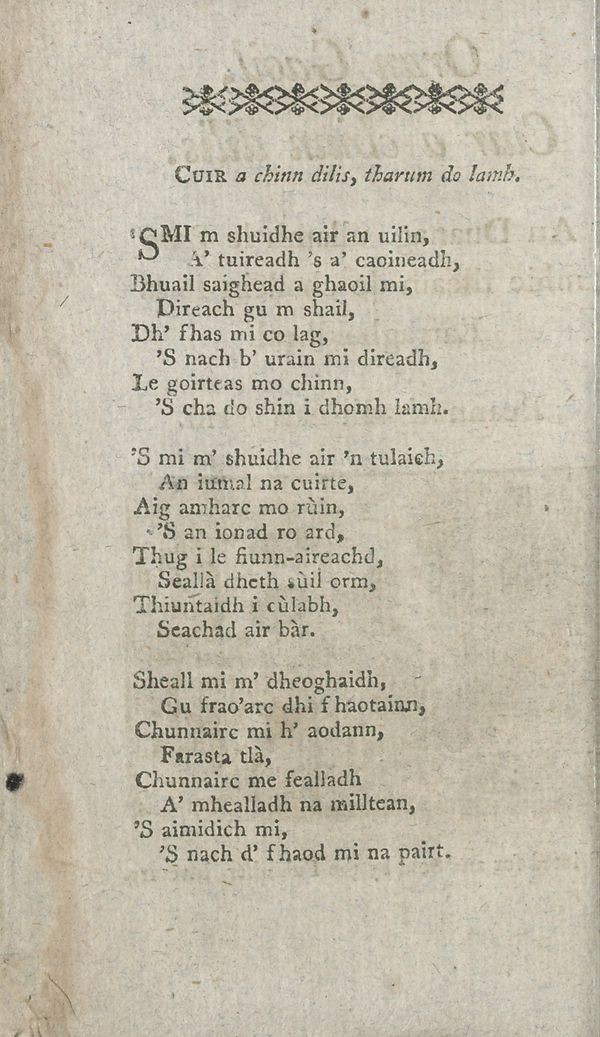 CUIR a chinn dilis, tharum do lamh.
'SMI m shuidhe air an uilin,
A' tuireadh 's a' caoineadh,
Bhuail saighead a ghaoil mi,
Direach gu m shail,
Dh' fhas mi co lag,
'S nach b' urain mi direadh,
Le goirteas mo chinn,
'S cha do shin i dhomh lamh.
'S mi m' shuidhe air 'n tulaich,
An iumal na cuirte,
Aig amharc mo rùin,
'S an ionad ro ard,
Thug i le fiunn-aireachd,
Seallà dheth sùil orm,
Thiuntaidh i cùlabh,
Seachad air bàr.
Sheall mi m' dheoghaidh,
Gu frao'arc dhi fhaotainn,
Chunnairc mi h' aodann,
Farasta tlà,
Chunnairc me fealladh
A' mhealladh na milltean,
'S aimidich mi,
'S nach d' fhaod mi na pairt.